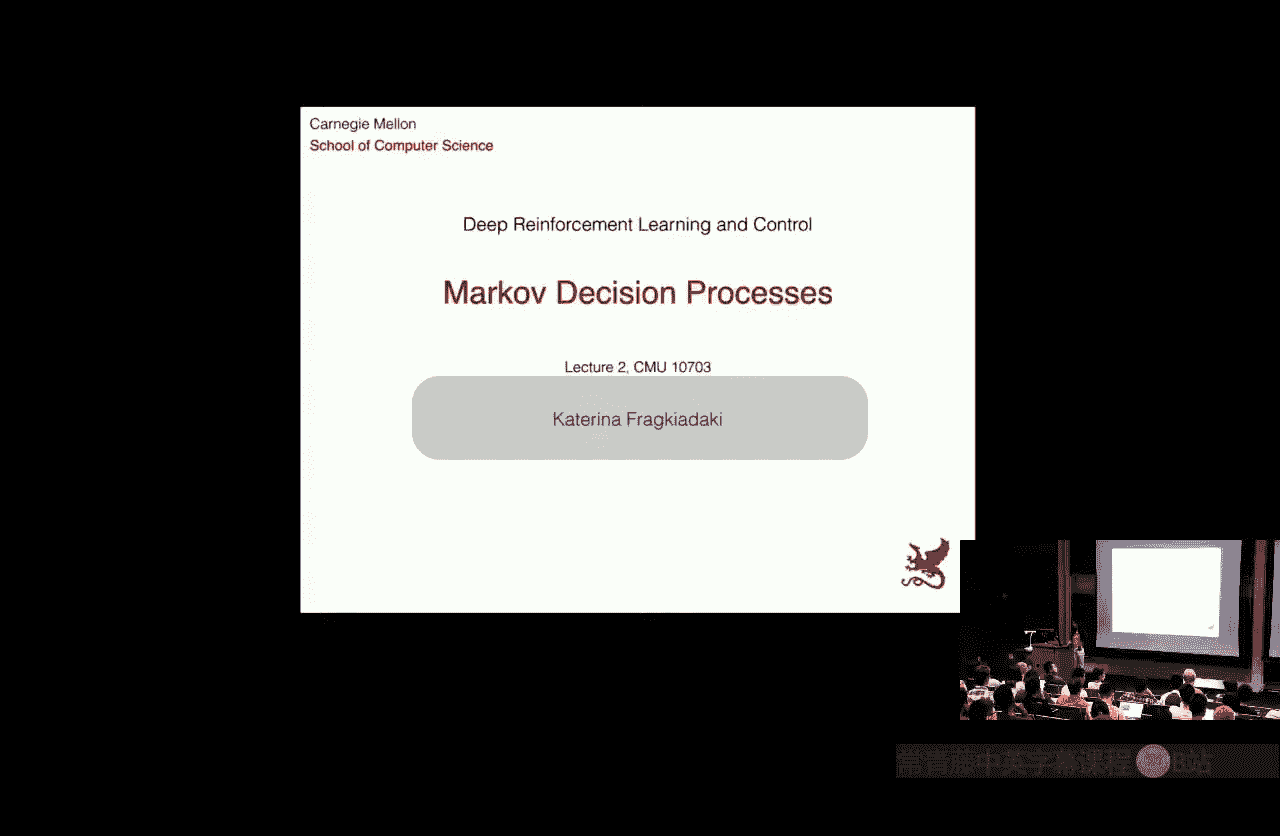 Carnegie Mellon
School of Computer Science
Deep Reinforcement Learning and Control
Markov Decision Processes
Lecture 2, CMU 10703
Katerina Fragkiadaki